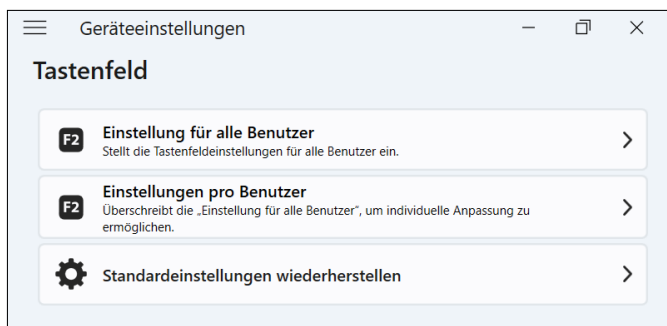 Geräteeinstellungen
Tastenfeld
F2
Einstellung für alle Benutzer
Stellt die Tastenfeldeinstellungen für alle Benutzer ein.
F2
Einstellungen pro Benutzer
Überschreibt die „Einstellung für alle Benutzer“, um individuelle Anpassung zu
ermöglichen.
Standardeinstellungen wiederherstellen